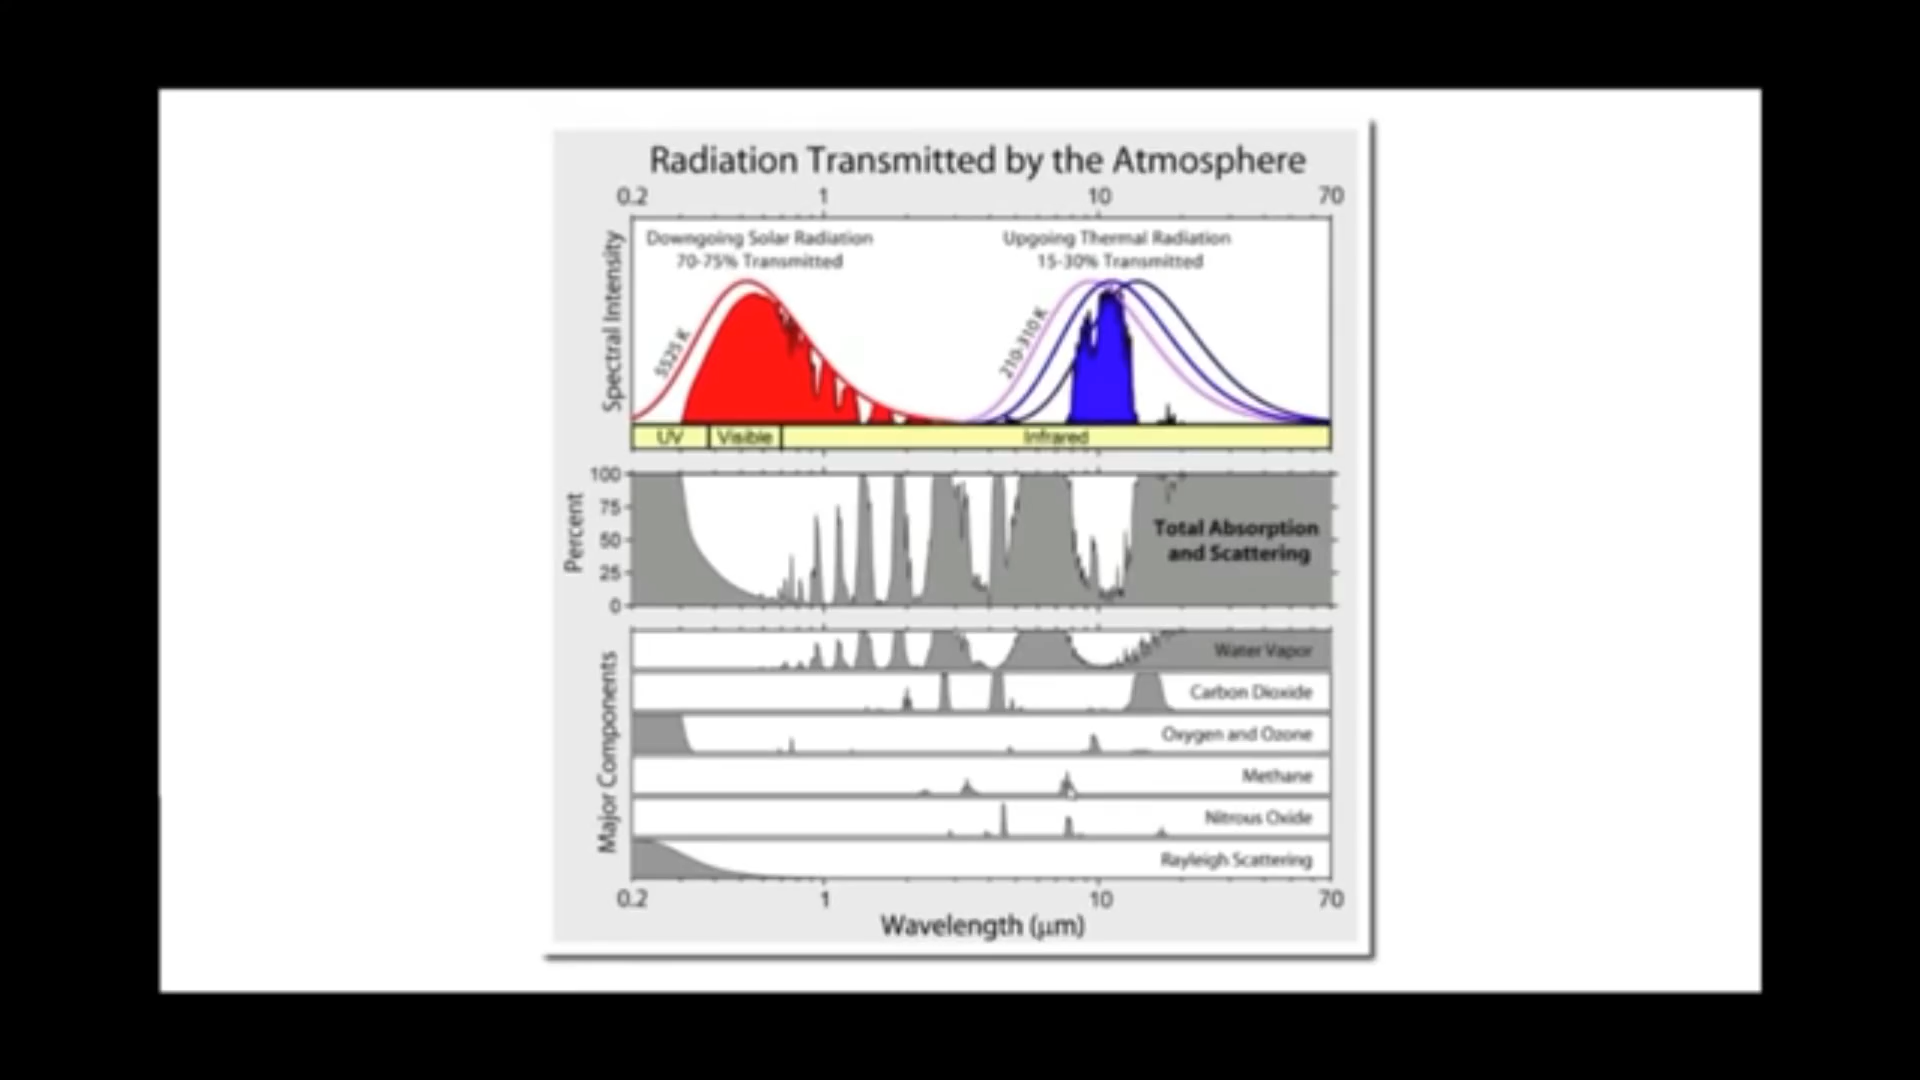 Radiation Transmitted by the Atmosphere
0.2 1 10 70
Downgoing Solar Radiation
70-75% Transmitted
Upgoing Thermal Radiation
15-30% Transmitted
Spectral Intensity
5525 K
210-310 K
UV Visible Infrared
Percent
100
75
50
25
0
Total Absorption
and Scattering
Major Components
Water Vapor
Carbon Dioxide
Oxygen and Ozone
Methane
Nitrous Oxide
Rayleigh Scattering
0.2 1 10 70
Wavelength (μm)